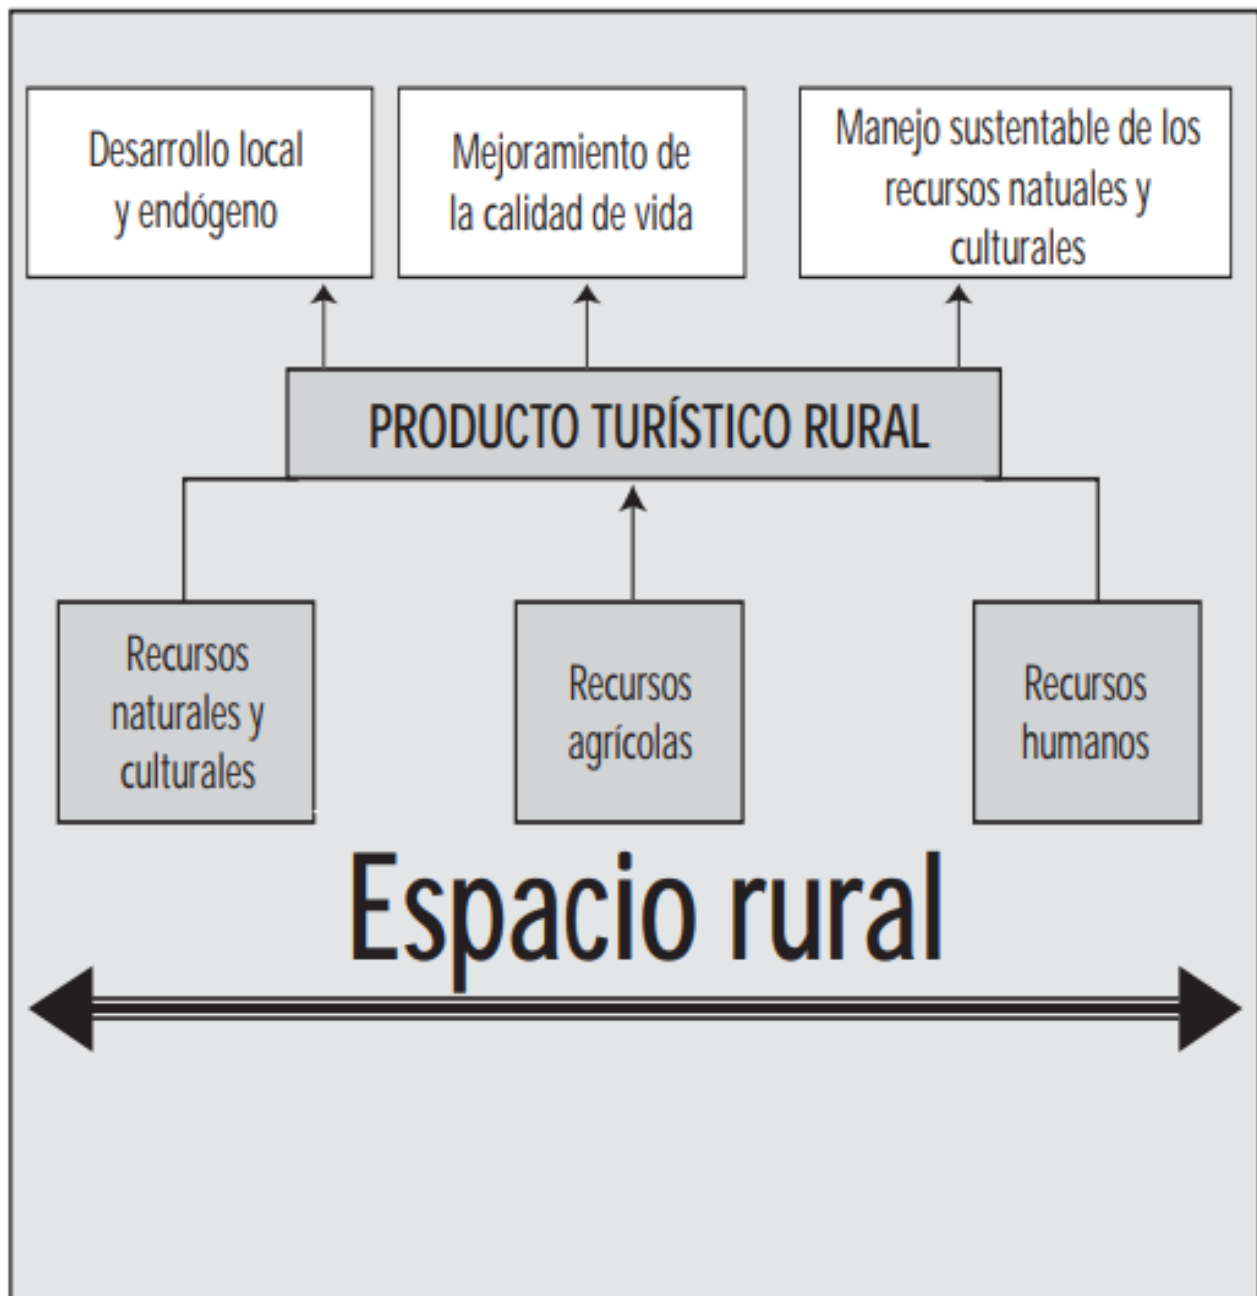 Desarrollo local
y endógeno
Mejoramiento de
la calidad de vida
Manejo sustentable de los
recursos natuales y
culturales
PRODUCTO TURÍSTICO RURAL
Recursos
naturales y
culturales
Recursos
agrícolas
Recursos
humanos
Espacio rural